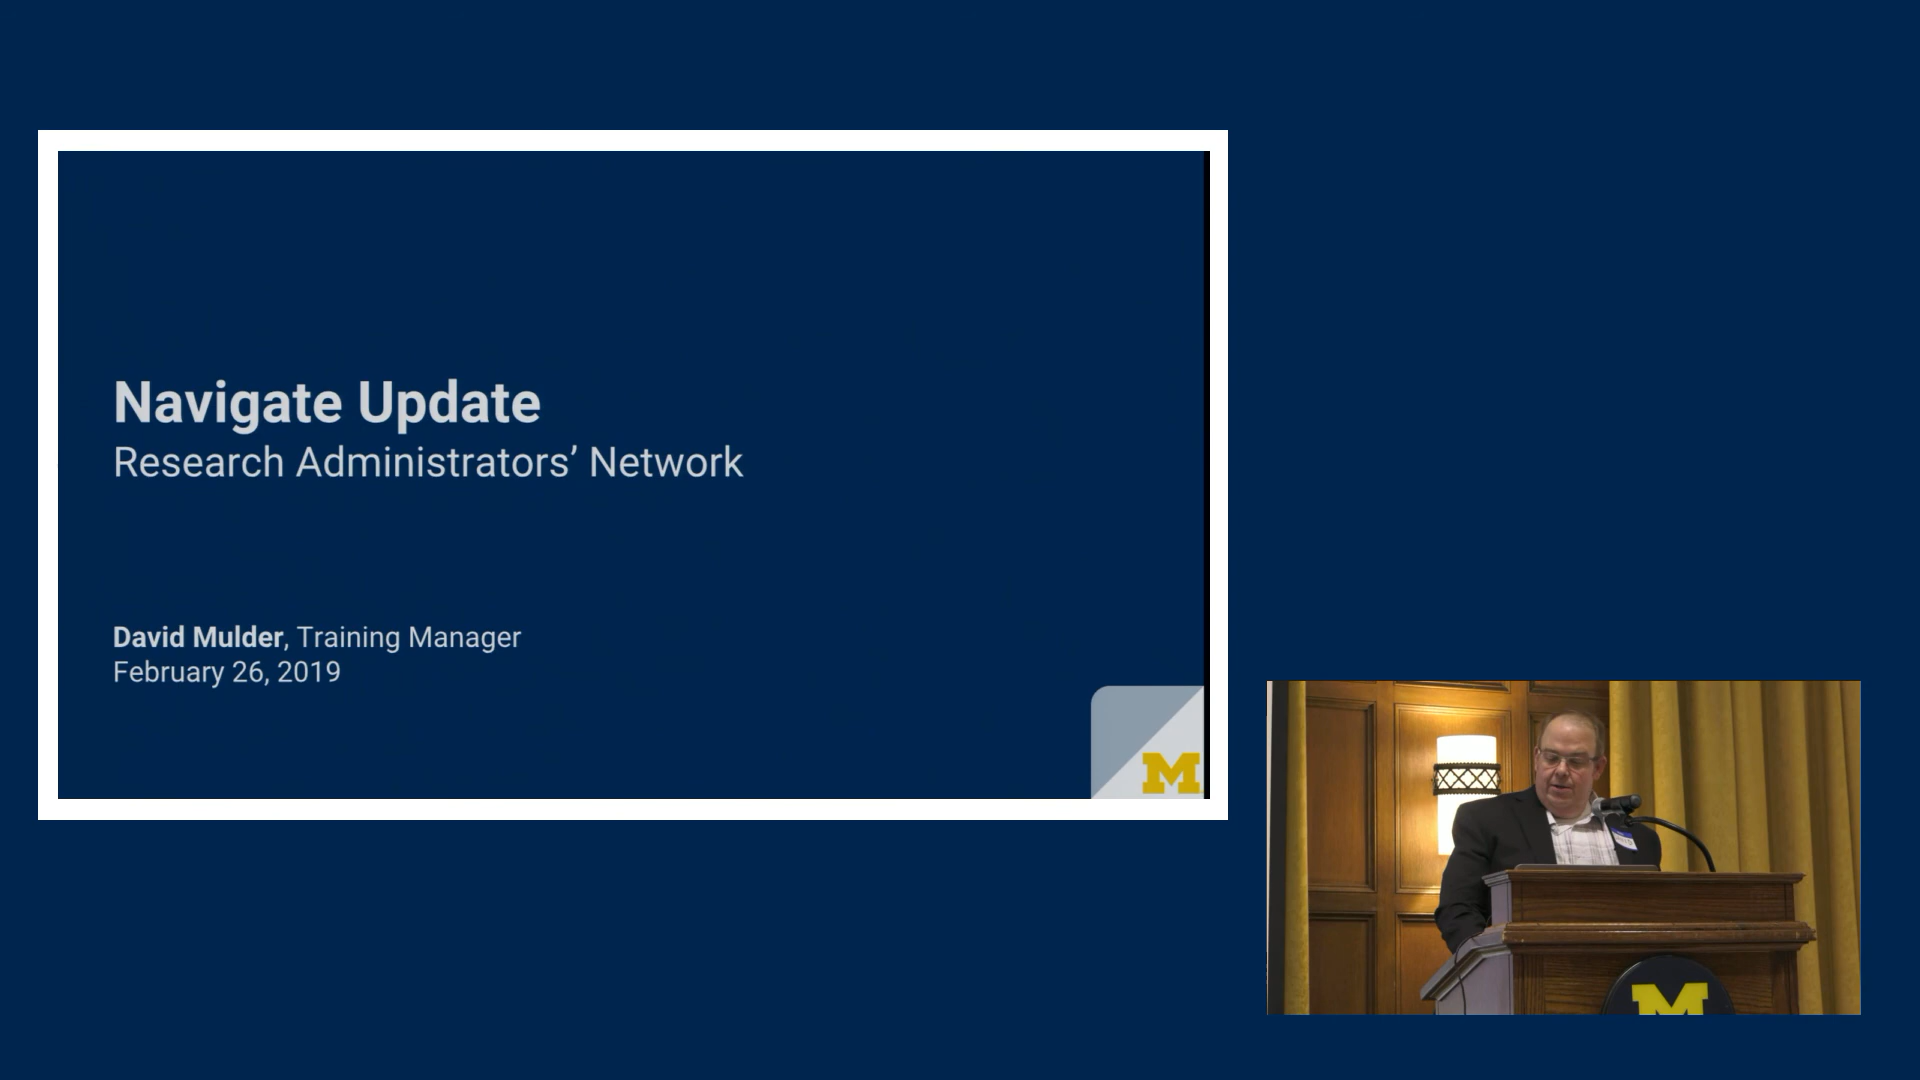 Navigate Update
Research Administrators’ Network
David Mulder, Training Manager
February 26, 2019
M
M